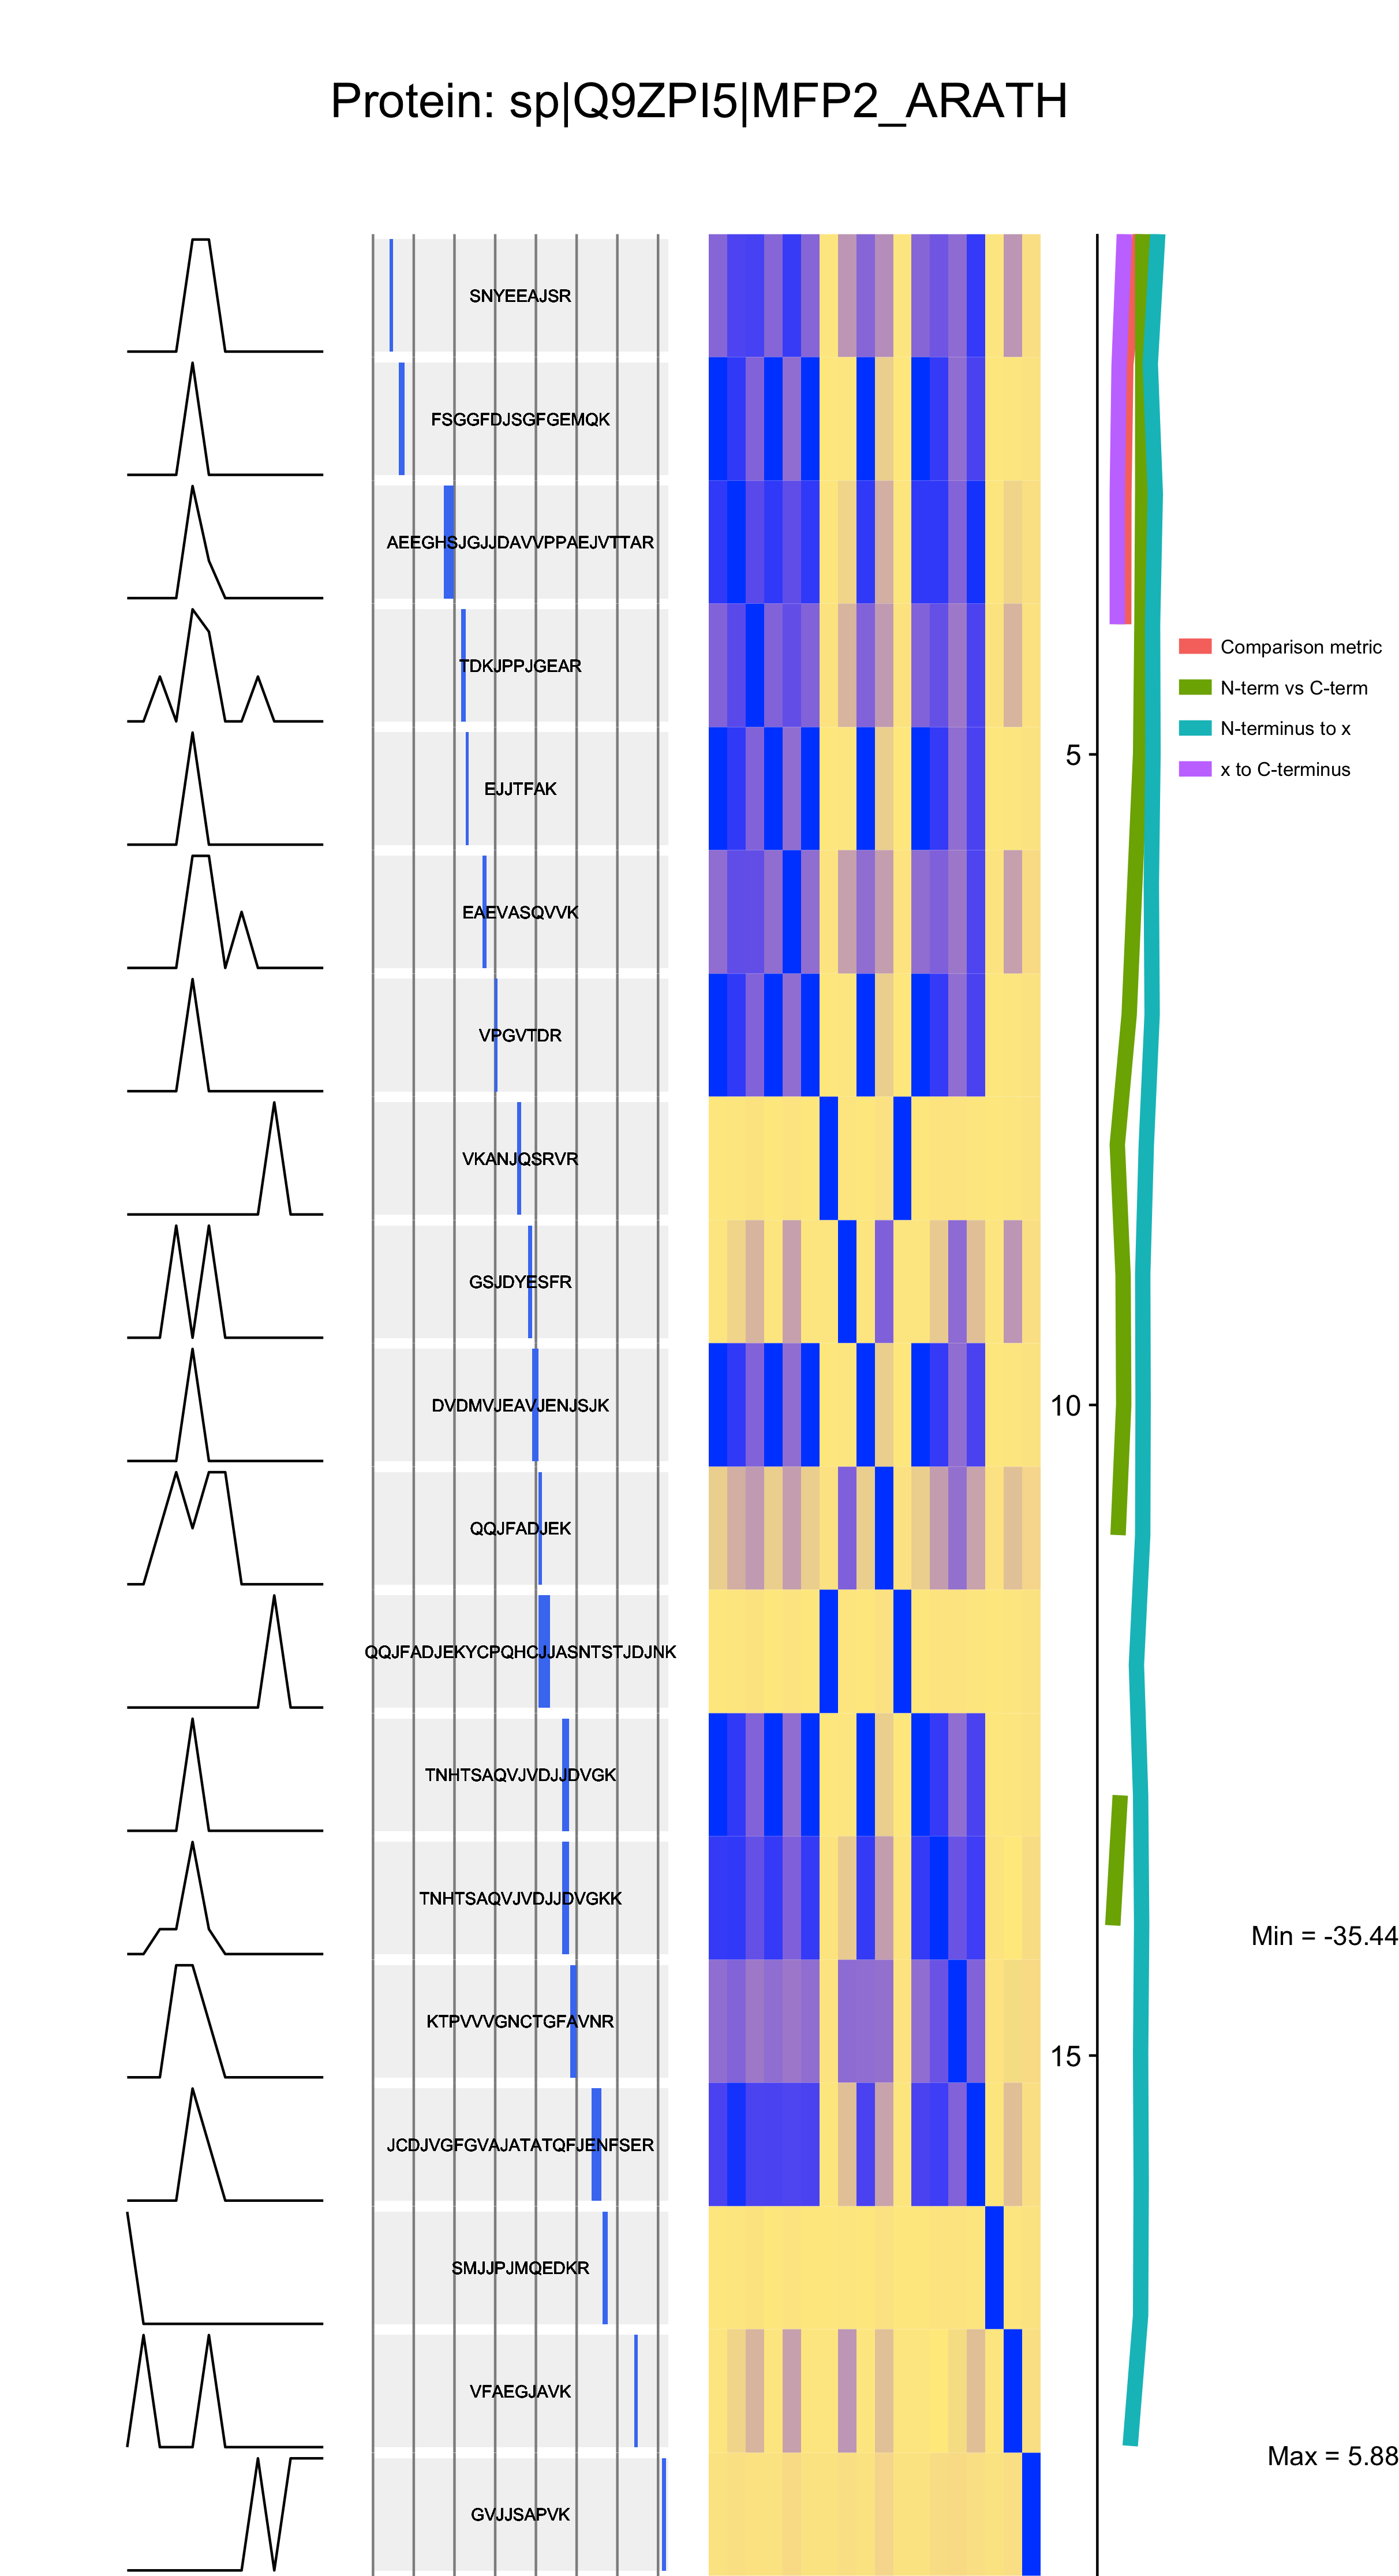 Protein: sp|Q9ZPI5|MFP2_ARATH
SNYEEAJSR
FSGGFDJSGFGEMQK
AEEGHSJGJJDAVVPPAEJVTTAR
TDKJPPJGEAR
Comparison metric
N-term vs C-term
N-terminus to x
x to C-terminus
5
EJJTFAK
EAEVASQVVK
VPGVTDR
VKANJQSRVR
GSJDYESFR
DVDMVJEAVJENJSJK
10
QQJFADJEK
QQJFADJEKYCPQHCJJASNTSTJDJNK
TNHTSAQVJVDJJDVGK
TNHTSAQVJVDJJDVGKK
Min = -35.44
KTPVVVGNCTGFAVNR
15
JCDJVGFGVAJATATQFJENFSER
SMJJPJMQEDKR
VFAEGJAVK
Max = 5.88
GVJJSAPVK